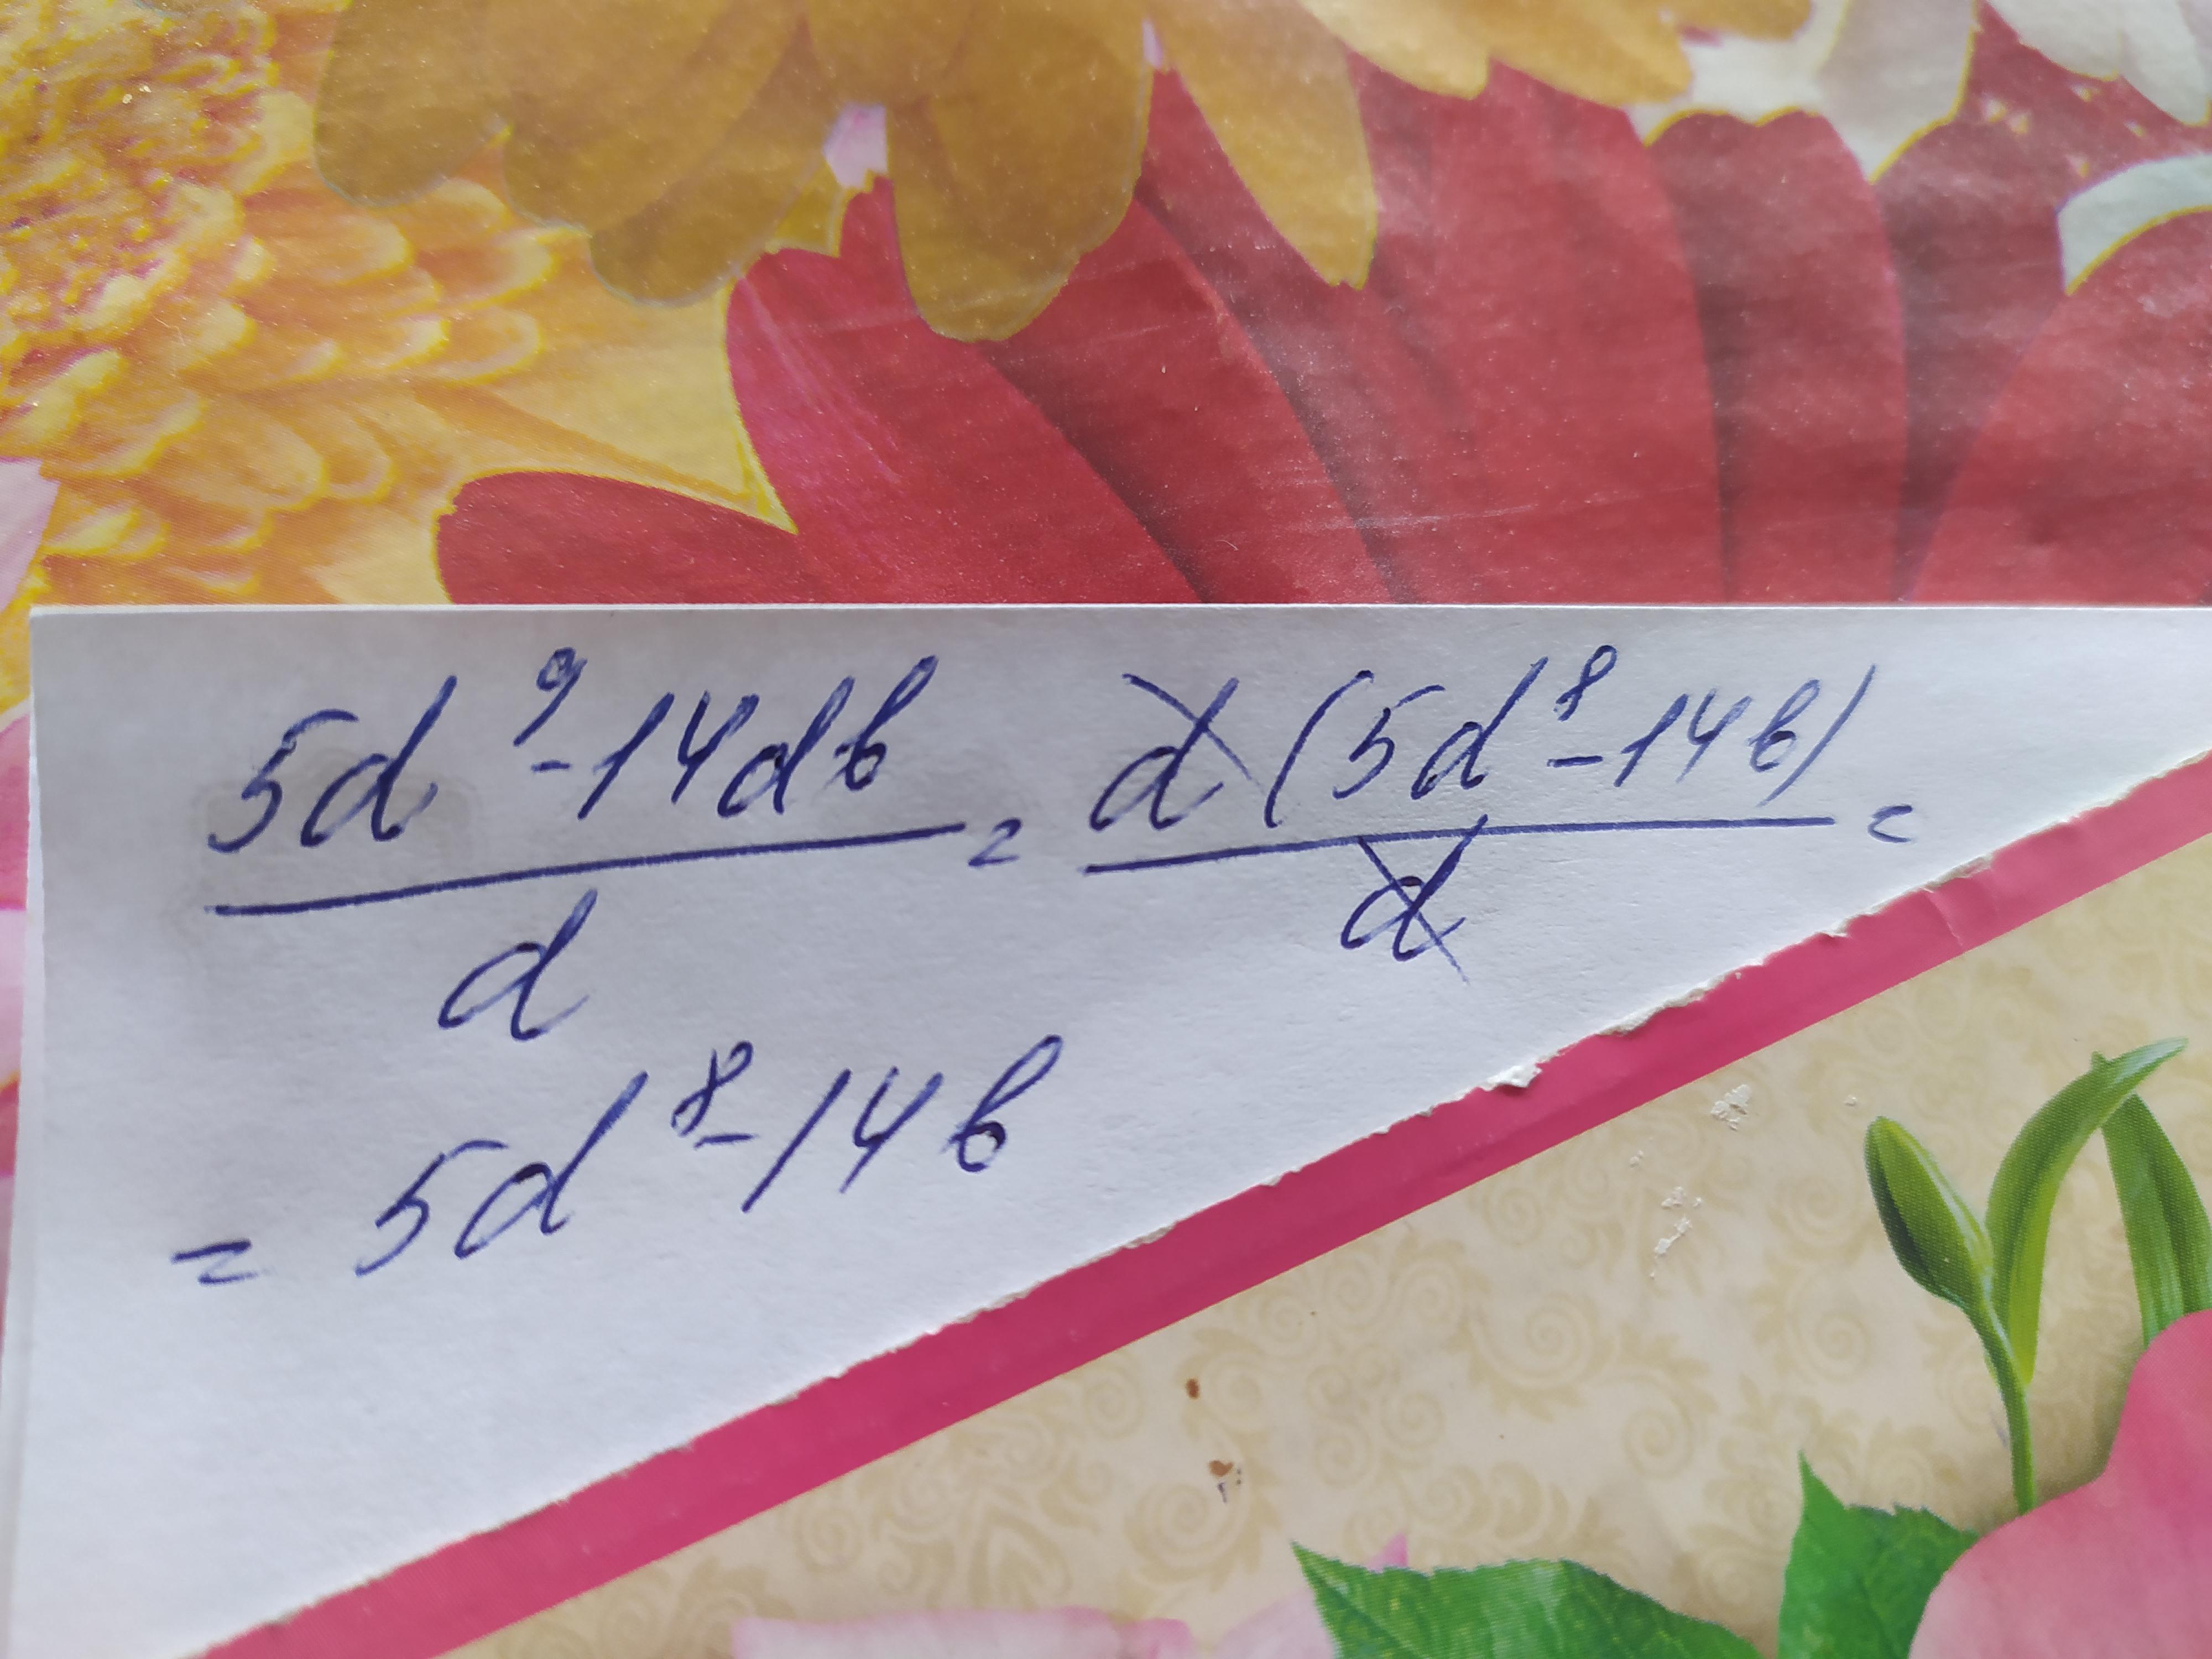 (5d⁹-14db)/d = d(5d⁸-14b)/d =
= 5d⁸-14b